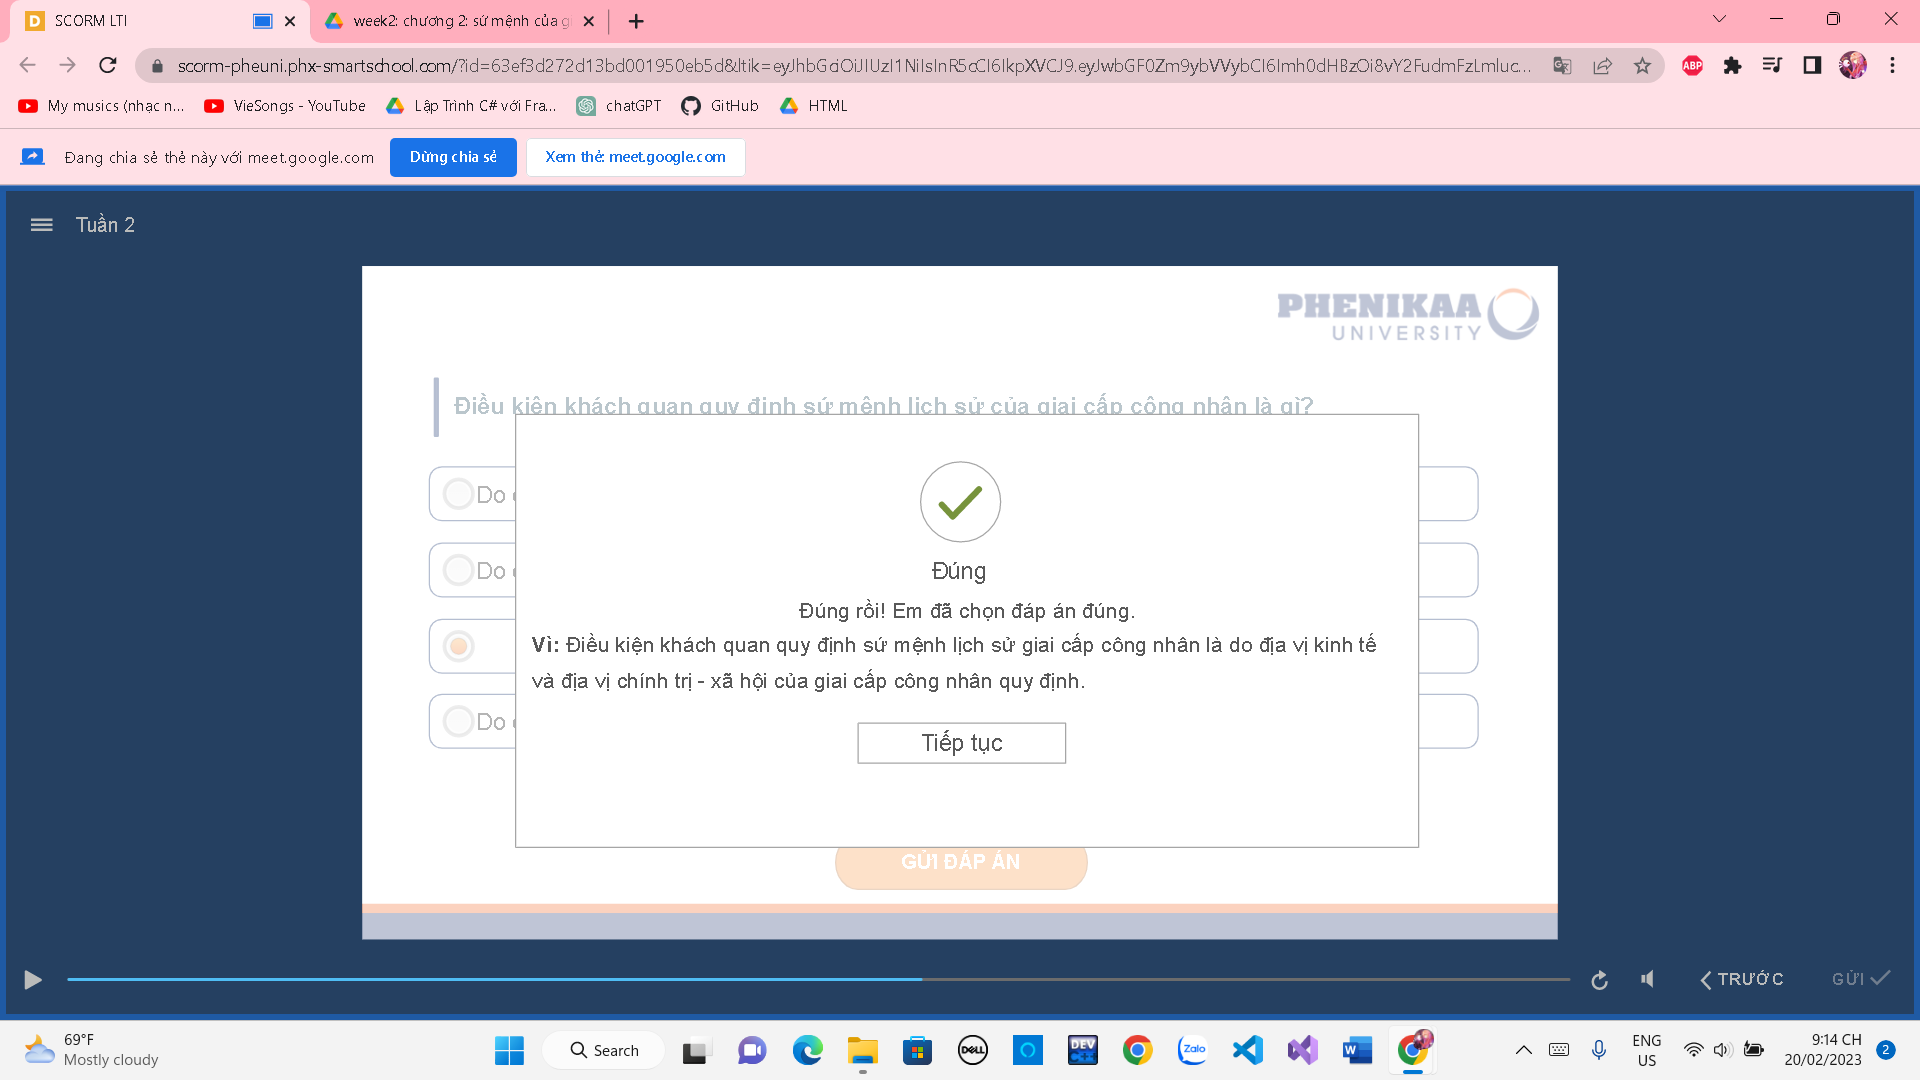 SCORM LTI
week2: chương 2: sứ mệnh của g
scorm-pheuni.phx-smartschool.com/?id=63ef3d272d13bd001950eb5d&ltik=eyJhbGciOiJIUzI1NiIsInR5cCI6IkpXVCJ9.eyJwbGF0Zm9ybVVybCI6Imh0dHBzOi8vY2FudmFzLmluc...
ABP
My musics (nhạc n...
VieSongs - YouTube
Lập Trình C# với Fra...
chatGPT
GitHub
HTML
Đang chia sẻ thẻ này với meet.google.com
Dừng chia sẻ
Xem thẻ: meet.google.com
Tuần 2
PHENIKAA
UNIVERSITY
Điều kiện khách quan quy định sứ mệnh lịch sử của giai cấp công nhân là gì?
Do
Do
Do
Đúng
Đúng rồi! Em đã chọn đáp án đúng.
Vì: Điều kiện khách quan quy định sứ mệnh lịch sử giai cấp công nhân là do địa vị kinh tế
và địa vị chính trị - xã hội của giai cấp công nhân quy định.
Tiếp tục
GỬI ĐÁP ÁN
TRƯỚC
GỬI
69°F
Mostly cloudy
Search
DELL
DEV
C++
Zalo
ENG
US
9:14 CH
20/02/2023
2